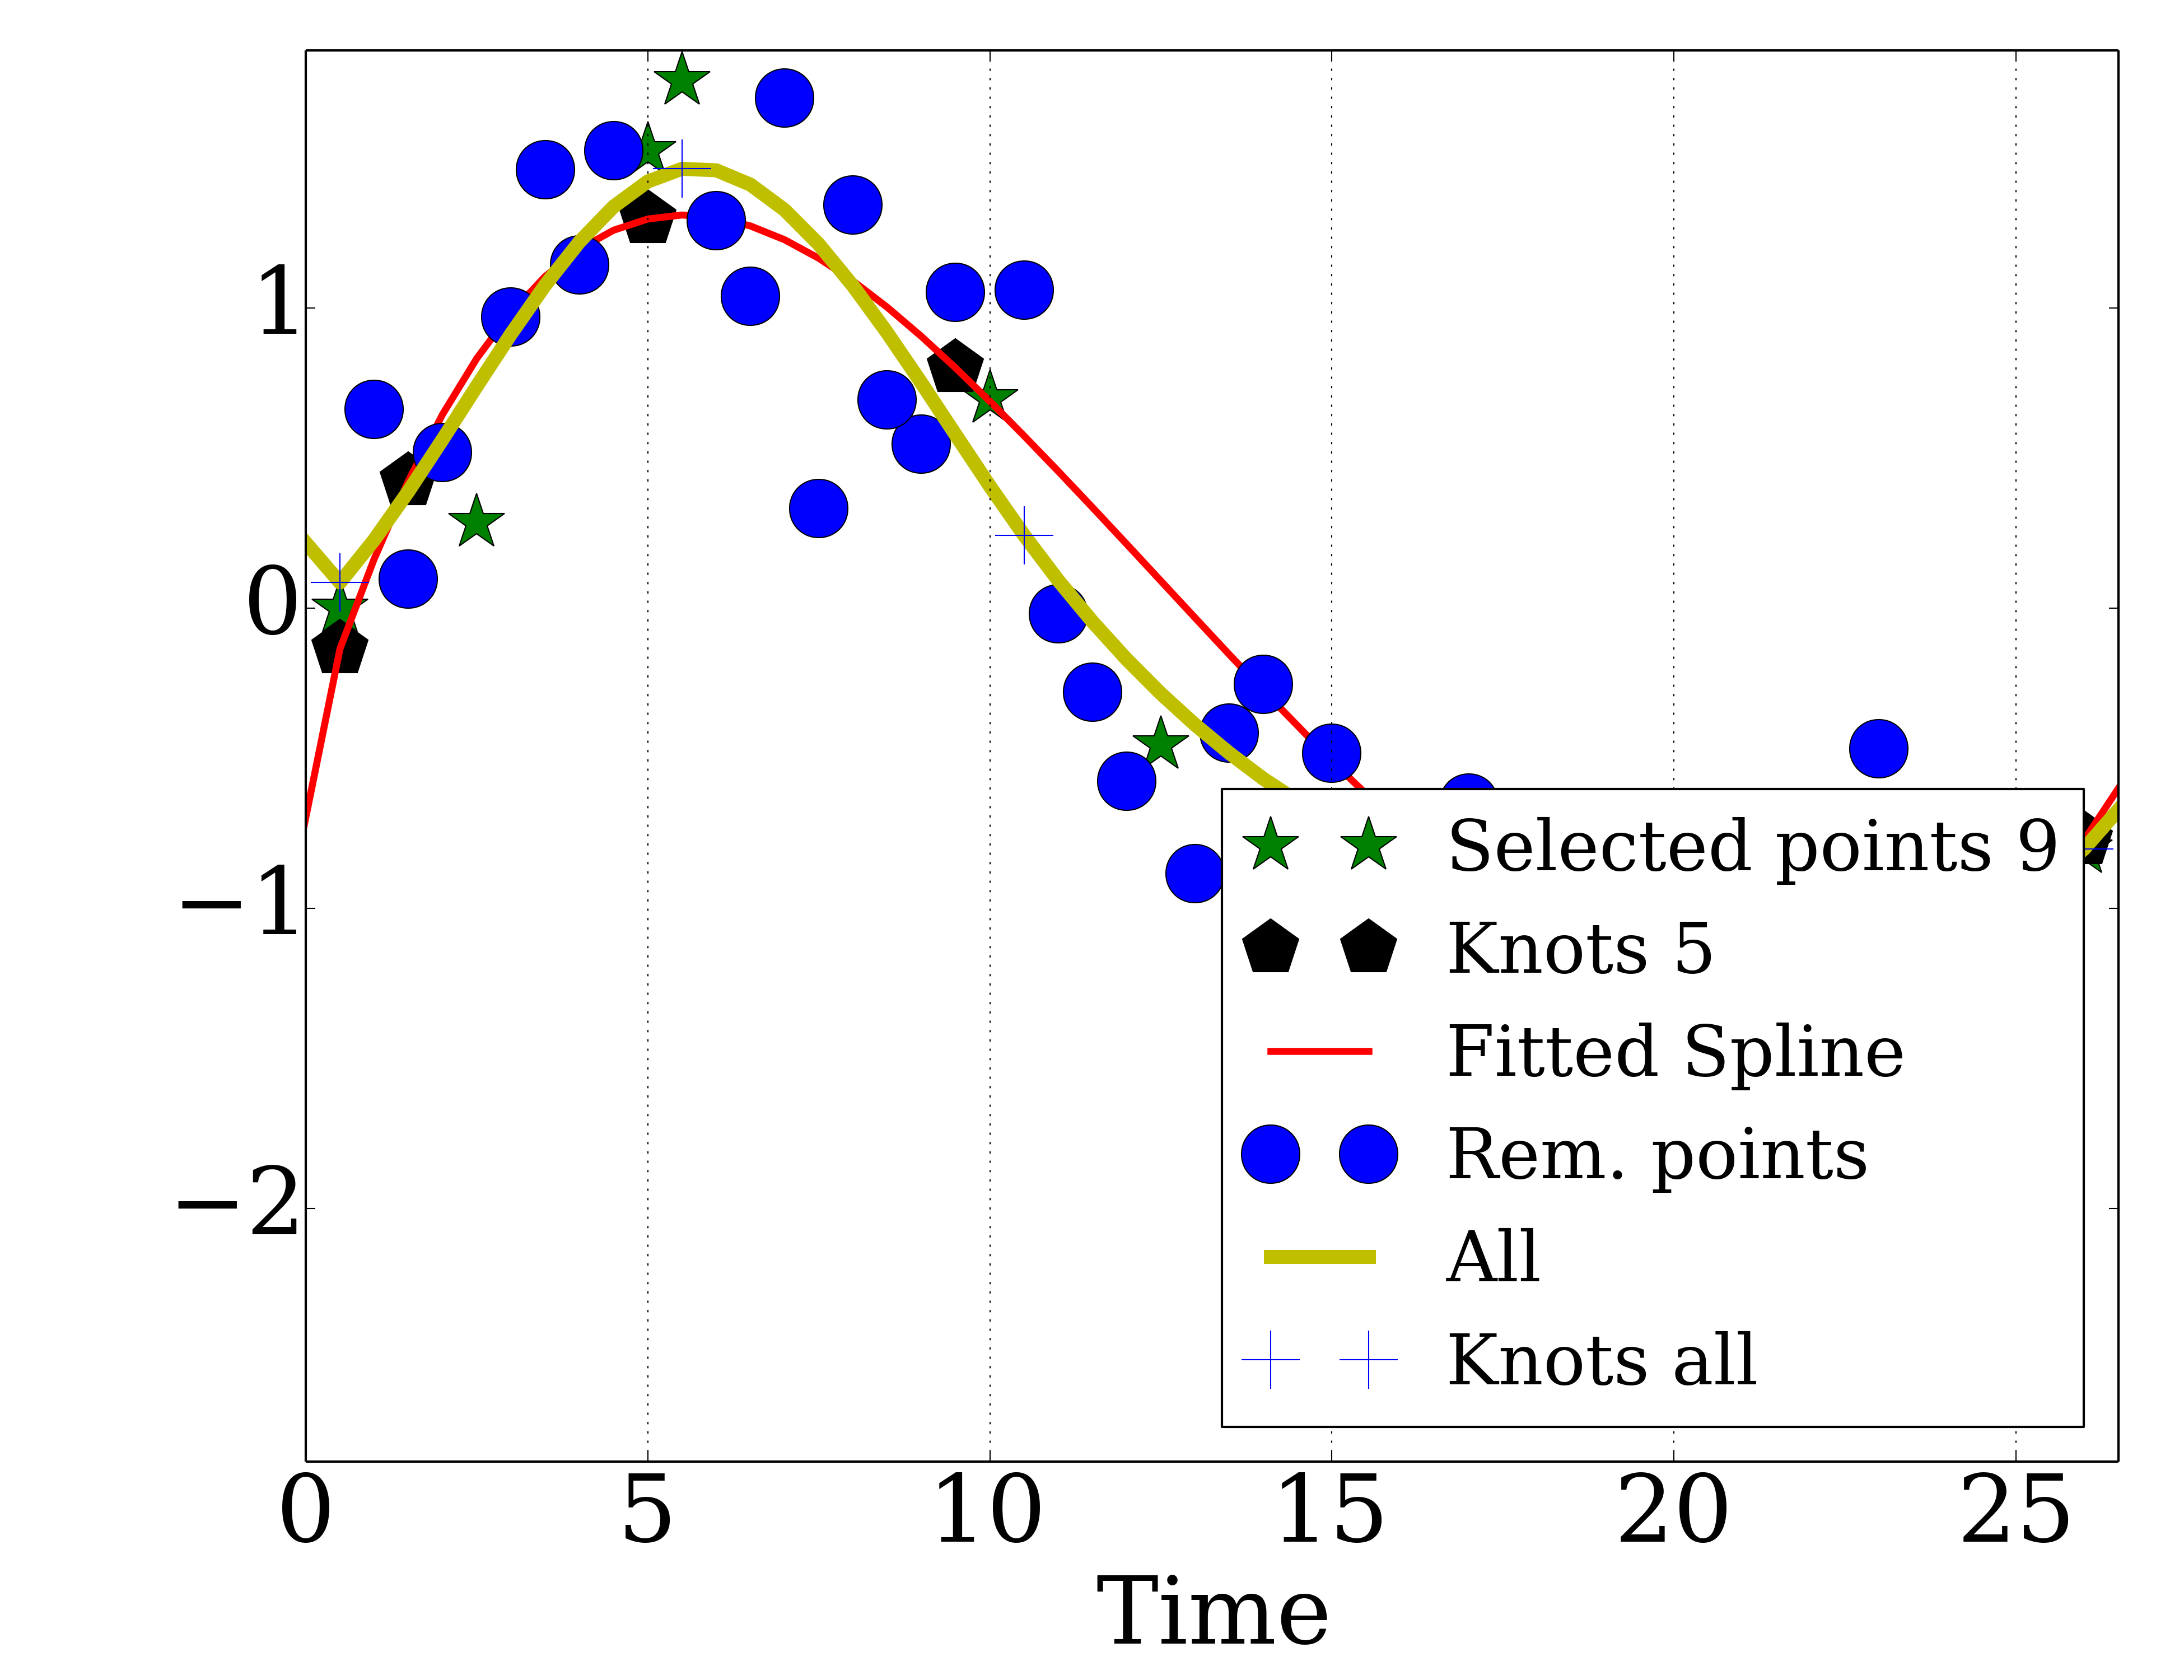 1
0
−1
−2
Selected points 9
Knots 5
Fitted Spline
Rem. points
All
Knots all
0 5 10 15 20 25
Time